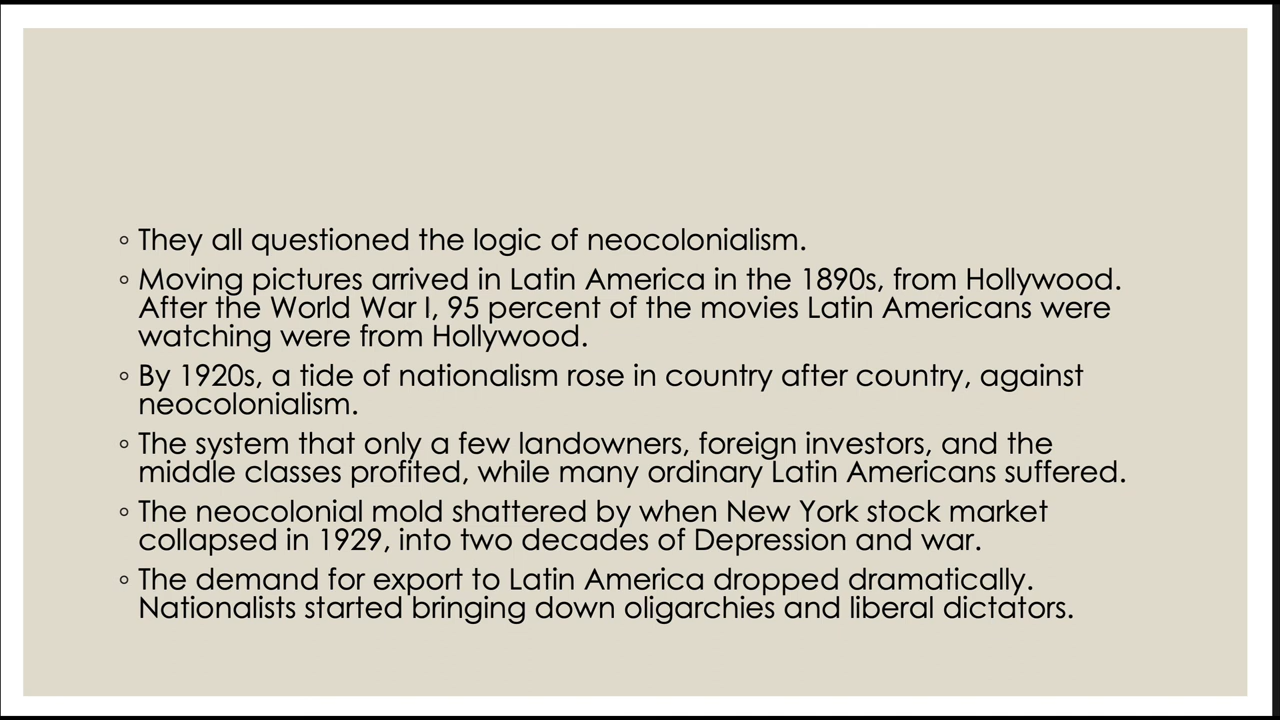 ◦ They all questioned the logic of neocolonialism.
◦ Moving pictures arrived in Latin America in the 1890s, from Hollywood.
After the World War I, 95 percent of the movies Latin Americans were
watching were from Hollywood.
◦ By 1920s, a tide of nationalism rose in country after country, against
neocolonialism.
◦ The system that only a few landowners, foreign investors, and the
middle classes profited, while many ordinary Latin Americans suffered.
◦ The neocolonial mold shattered by when New York stock market
collapsed in 1929, into two decades of Depression and war.
◦ The demand for export to Latin America dropped dramatically.
Nationalists started bringing down oligarchies and liberal dictators.